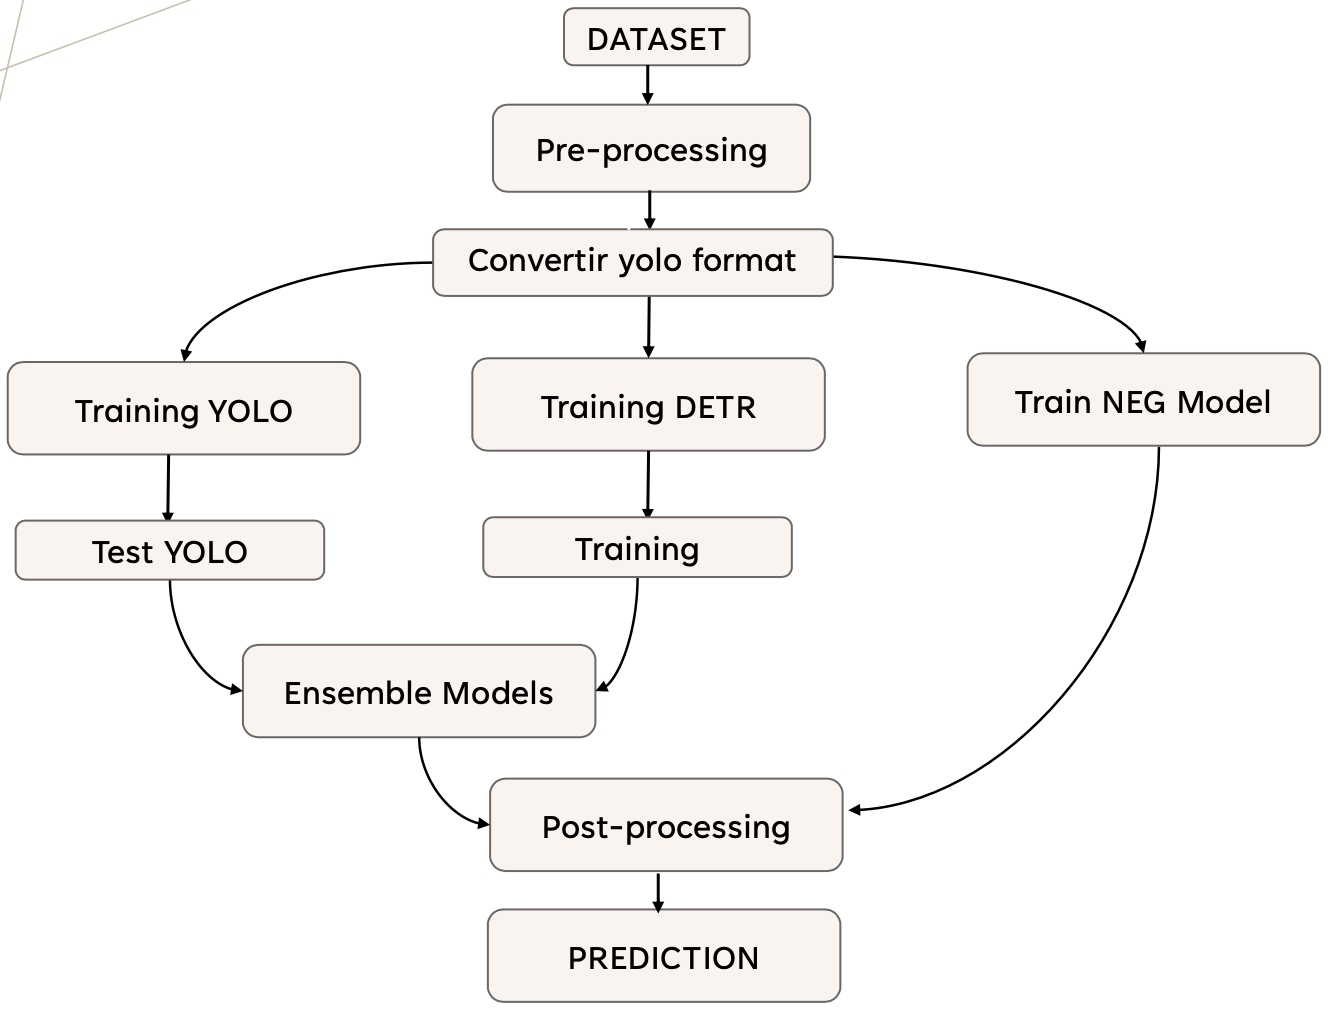 DATASET
Pre-processing
Convertir yolo format
Training YOLO
Training DETR
Train NEG Model
Test YOLO
Training
Ensemble Models
Post-processing
PREDICTION